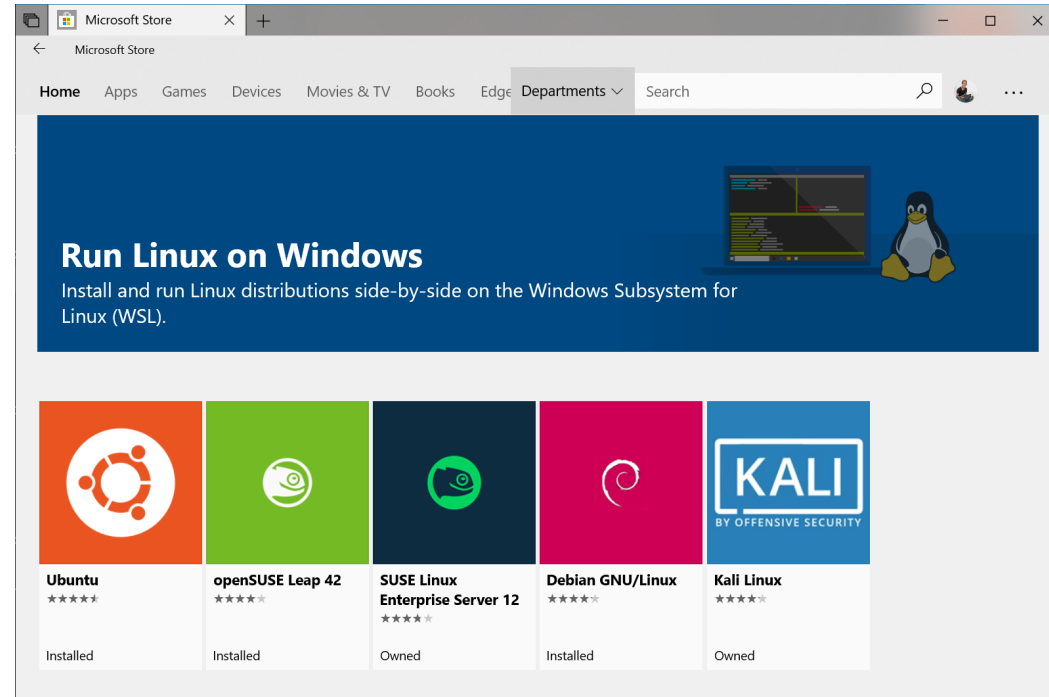 Microsoft Store
Microsoft Store
Home Apps Games Devices Movies & TV Books Edge Departments Search
Run Linux on Windows
Install and run Linux distributions side-by-side on the Windows Subsystem for
Linux (WSL).
KALI
BY OFFENSIVE SECURITY
Ubuntu
Installed
openSUSE Leap 42
Installed
SUSE Linux
Enterprise Server 12
Owned
Debian GNU/Linux
Installed
Kali Linux
Owned